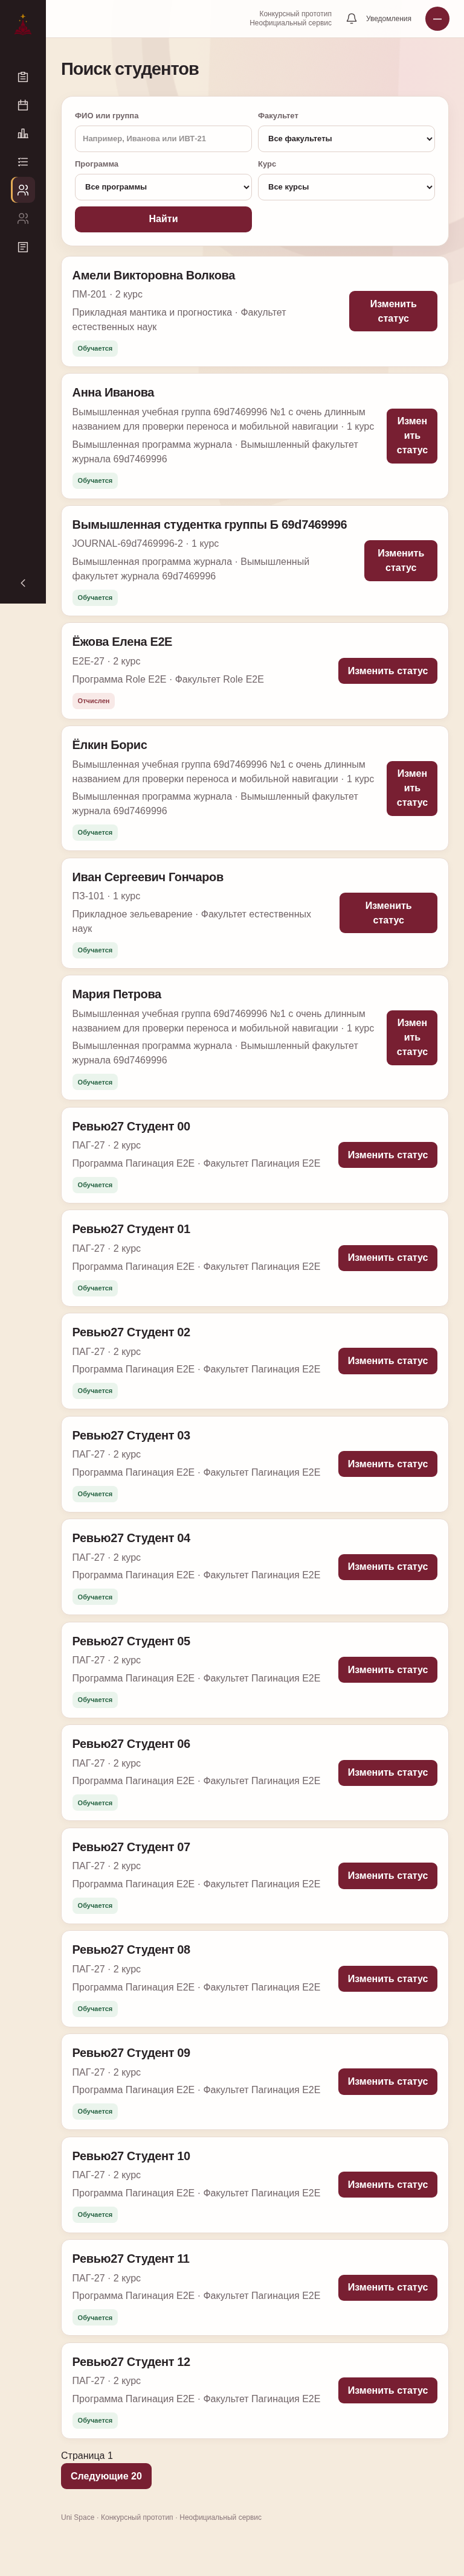 Конкурсный прототип
Неофициальный сервис
Уведомления
—
Поиск студентов
ФИО или группа
Факультет
Например, Иванова или ИВТ-21
Все факультеты
Программа
Курс
Все программы
Все курсы
Найти
Амели Викторовна Волкова
ПМ-201 · 2 курс
Прикладная мантика и прогностика · Факультет
естественных наук
Обучается
Изменить
статус
Анна Иванова
Вымышленная учебная группа 69d7469996 №1 с очень длинным
названием для проверки переноса и мобильной навигации · 1 курс
Вымышленная программа журнала · Вымышленный факультет
журнала 69d7469996
Обучается
Измен
ить
статус
Вымышленная студентка группы Б 69d7469996
JOURNAL-69d7469996-2 · 1 курс
Вымышленная программа журнала · Вымышленный
факультет журнала 69d7469996
Обучается
Изменить
статус
Ёжова Елена E2E
E2E-27 · 2 курс
Программа Role E2E · Факультет Role E2E
Отчислен
Изменить статус
Ёлкин Борис
Вымышленная учебная группа 69d7469996 №1 с очень длинным
названием для проверки переноса и мобильной навигации · 1 курс
Вымышленная программа журнала · Вымышленный факультет
журнала 69d7469996
Обучается
Измен
ить
статус
Иван Сергеевич Гончаров
ПЗ-101 · 1 курс
Прикладное зельеварение · Факультет естественных
наук
Обучается
Изменить
статус
Мария Петрова
Вымышленная учебная группа 69d7469996 №1 с очень длинным
названием для проверки переноса и мобильной навигации · 1 курс
Вымышленная программа журнала · Вымышленный факультет
журнала 69d7469996
Обучается
Измен
ить
статус
Ревью27 Студент 00
ПАГ-27 · 2 курс
Программа Пагинация E2E · Факультет Пагинация E2E
Обучается
Изменить статус
Ревью27 Студент 01
ПАГ-27 · 2 курс
Программа Пагинация E2E · Факультет Пагинация E2E
Обучается
Изменить статус
Ревью27 Студент 02
ПАГ-27 · 2 курс
Программа Пагинация E2E · Факультет Пагинация E2E
Обучается
Изменить статус
Ревью27 Студент 03
ПАГ-27 · 2 курс
Программа Пагинация E2E · Факультет Пагинация E2E
Обучается
Изменить статус
Ревью27 Студент 04
ПАГ-27 · 2 курс
Программа Пагинация E2E · Факультет Пагинация E2E
Обучается
Изменить статус
Ревью27 Студент 05
ПАГ-27 · 2 курс
Программа Пагинация E2E · Факультет Пагинация E2E
Обучается
Изменить статус
Ревью27 Студент 06
ПАГ-27 · 2 курс
Программа Пагинация E2E · Факультет Пагинация E2E
Обучается
Изменить статус
Ревью27 Студент 07
ПАГ-27 · 2 курс
Программа Пагинация E2E · Факультет Пагинация E2E
Обучается
Изменить статус
Ревью27 Студент 08
ПАГ-27 · 2 курс
Программа Пагинация E2E · Факультет Пагинация E2E
Обучается
Изменить статус
Ревью27 Студент 09
ПАГ-27 · 2 курс
Программа Пагинация E2E · Факультет Пагинация E2E
Обучается
Изменить статус
Ревью27 Студент 10
ПАГ-27 · 2 курс
Программа Пагинация E2E · Факультет Пагинация E2E
Обучается
Изменить статус
Ревью27 Студент 11
ПАГ-27 · 2 курс
Программа Пагинация E2E · Факультет Пагинация E2E
Обучается
Изменить статус
Ревью27 Студент 12
ПАГ-27 · 2 курс
Программа Пагинация E2E · Факультет Пагинация E2E
Обучается
Изменить статус
Страница 1
Следующие 20
Uni Space · Конкурсный прототип · Неофициальный сервис